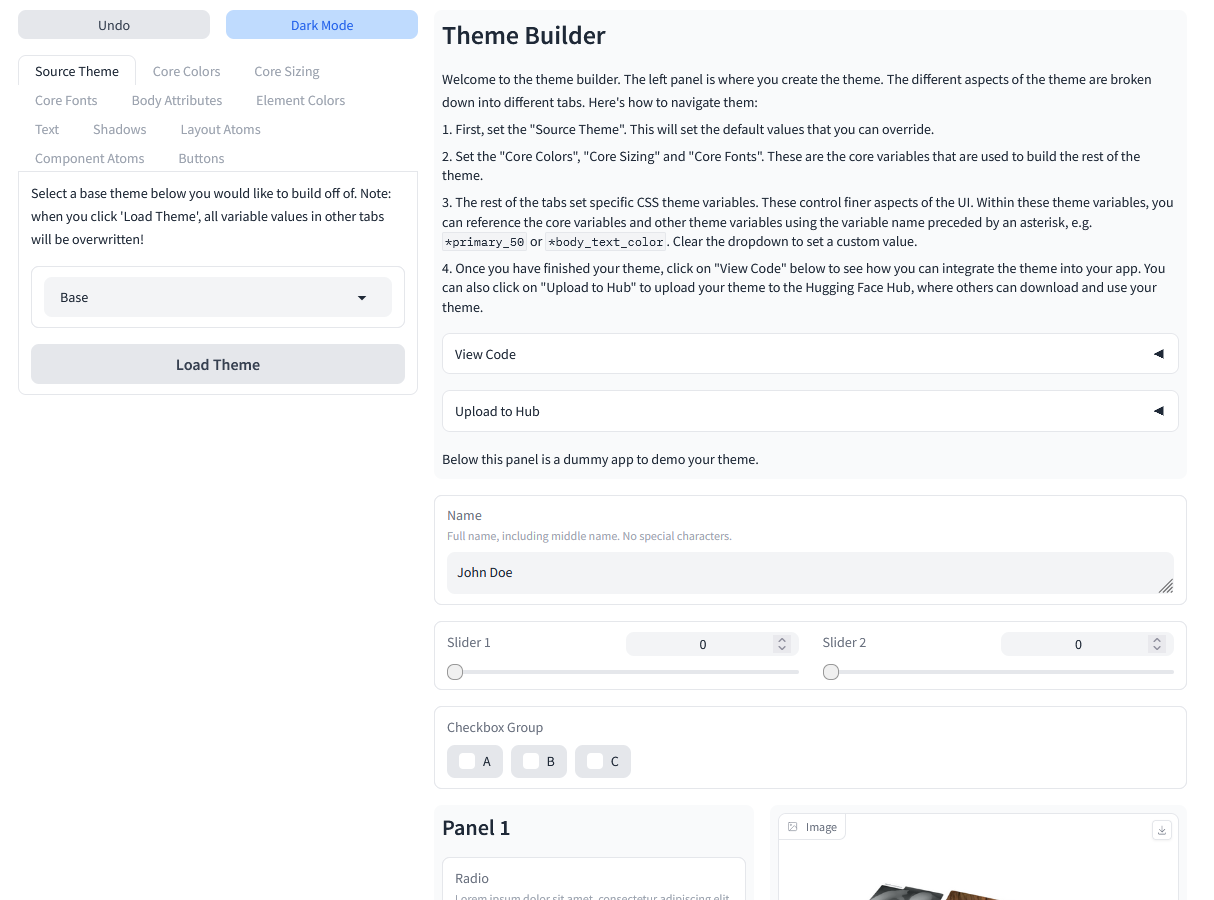 Undo
Dark Mode
Source Theme
Core Colors
Core Sizing
Core Fonts
Body Attributes
Element Colors
Text
Shadows
Layout Atoms
Component Atoms
Buttons
Select a base theme below you would like to build off of. Note:
when you click 'Load Theme', all variable values in other tabs
will be overwritten!
Base
Load Theme
Theme Builder
Welcome to the theme builder. The left panel is where you create the theme. The different aspects of the theme are broken
down into different tabs. Here's how to navigate them:
1. First, set the "Source Theme". This will set the default values that you can override.
2. Set the "Core Colors", "Core Sizing" and "Core Fonts". These are the core variables that are used to build the rest of the
theme.
3. The rest of the tabs set specific CSS theme variables. These control finer aspects of the UI. Within these theme variables, you
can reference the core variables and other theme variables using the variable name preceded by an asterisk, e.g.
*primary_50 or *body_text_color. Clear the dropdown to set a custom value.
4. Once you have finished your theme, click on "View Code" below to see how you can integrate the theme into your app. You
can also click on "Upload to Hub" to upload your theme to the Hugging Face Hub, where others can download and use your
theme.
View Code
Upload to Hub
Below this panel is a dummy app to demo your theme.
Name
Full name, including middle name. No special characters.
John Doe
Slider 1
0
Slider 2
0
Checkbox Group
A
B
C
Panel 1
Image
Radio
Lorem ipsum dolor sit amet, consectetur adipiscing elit